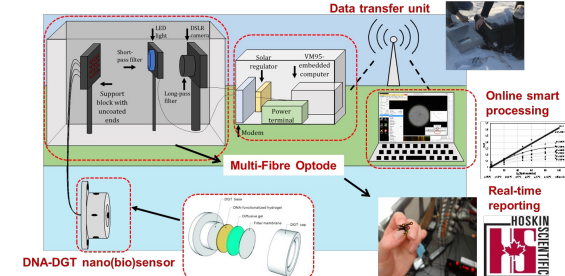 Data transfer unit
LED
light
DSLR
camera
Short-
pass filter
Solar
regulator
VM95-
embedded
computer
Support
block with
uncoated
ends
Long-pass
filter
Power
terminal
Modem
Online smart
processing
Multi-Fibre Optode
Real-time
reporting
DGT base
DNA-functionalized hydrogel
Diffusive gel
Filter membrane
DGT cap
DNA-DGT nano(bio)sensor
HOSKIN
SCIENTIFIC